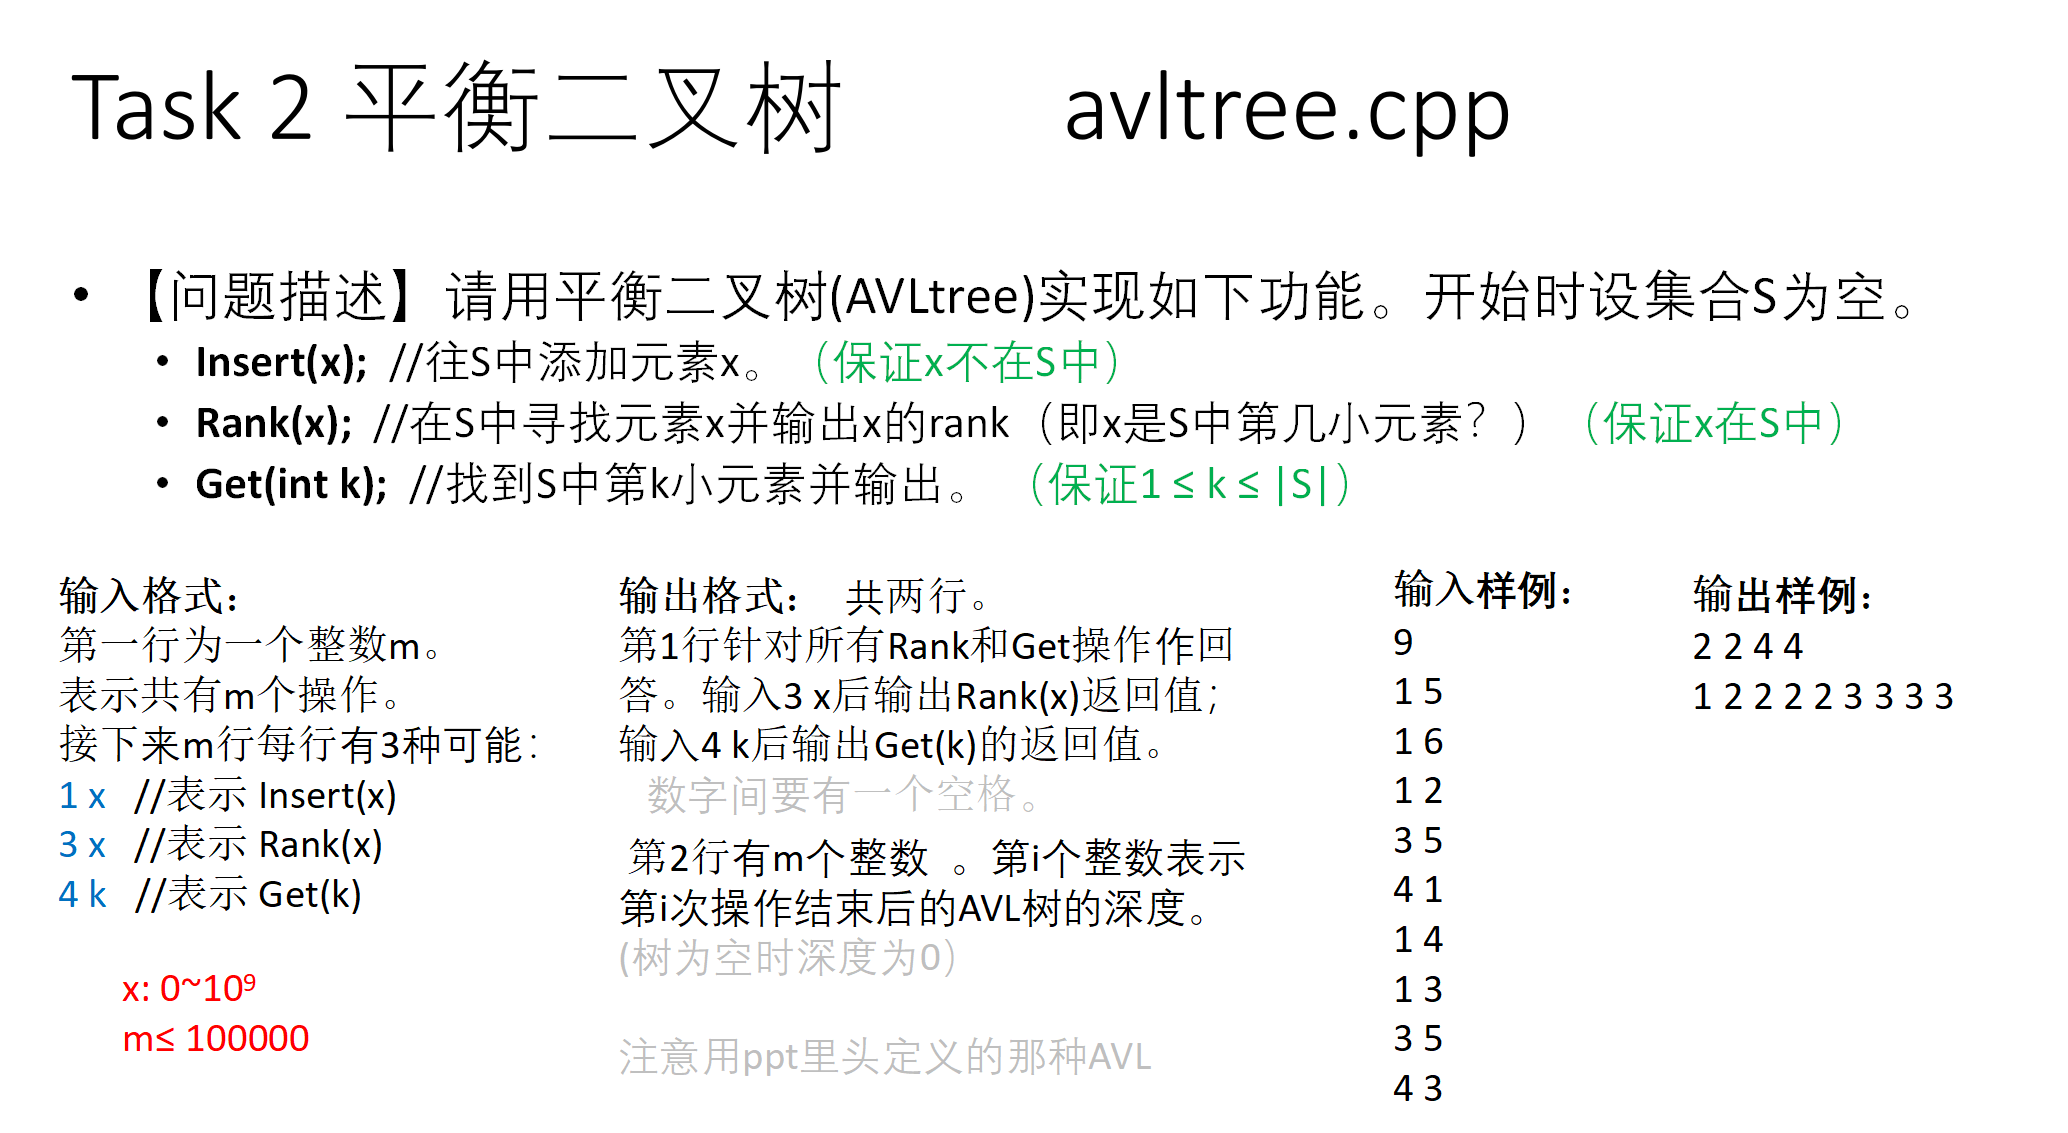 Task 2 平衡二叉树 avltree.cpp
• 【问题描述】请用平衡二叉树(AVLtree)实现如下功能。开始时设集合S为空。
• Insert(x); //往S中添加元素x。（保证x不在S中）
• Rank(x); //在S中寻找元素x并输出x的rank（即x是S中第几小元素？）（保证x在S中）
• Get(int k); //找到S中第k小元素并输出。（保证1 ≤ k ≤ |S|）
输入格式：
第一行为一个整数m。
表示共有m个操作。
接下来m行每行有3种可能：
1 x //表示 Insert(x)
3 x //表示 Rank(x)
4 k //表示 Get(k)
x: 0~10⁹
m≤ 100000
输出格式： 共两行。
第1行针对所有Rank和Get操作作回
答。输入3 x后输出Rank(x)返回值；
输入4 k后输出Get(k)的返回值。
数字间要有一个空格。
第2行有m个整数 。第i个整数表示
第i次操作结束后的AVL树的深度。
(树为空时深度为0）
注意用ppt里头定义的那种AVL
输入样例：
9
1 5
1 6
1 2
3 5
4 1
1 4
1 3
3 5
4 3
输出样例：
2 2 4 4
1 2 2 2 2 3 3 3 3